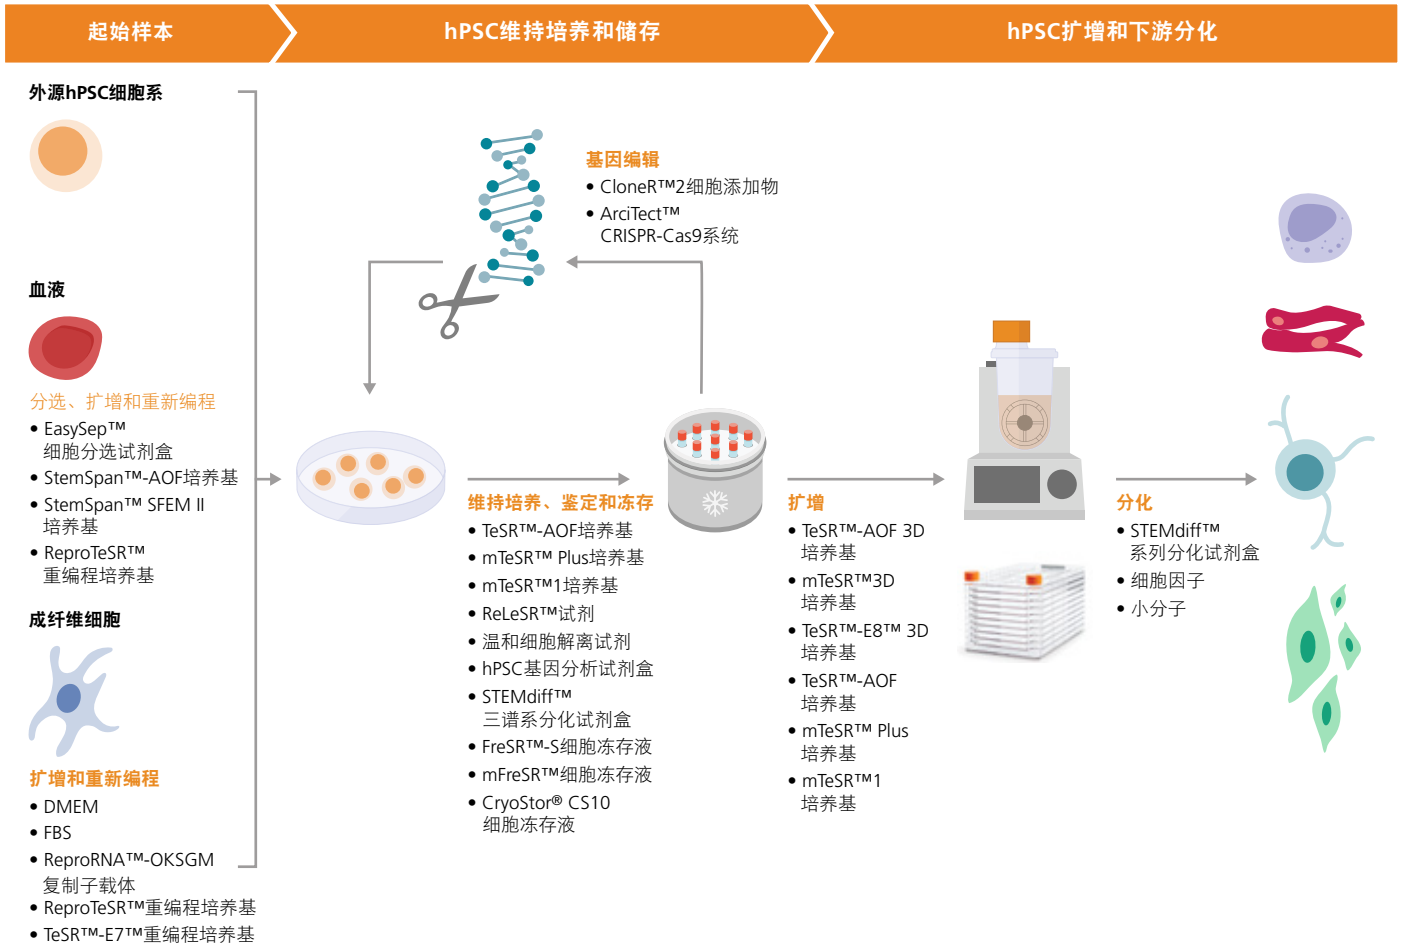 起始样本
hPSC维持培养和储存
hPSC扩增和下游分化
外源hPSC细胞系
血液
分选、扩增和重新编程
• EasySep™
细胞分选试剂盒
• StemSpan™-AOF培养基
• StemSpan™ SFEM II
培养基
• ReproTeSR™
重编程培养基
成纤维细胞
扩增和重新编程
• DMEM
• FBS
• ReproRNA™-OKSGM
复制子载体
• ReproTeSR™重编程培养基
• TeSR™-E7™重编程培养基
基因编辑
• CloneR™2细胞添加物
• ArciTect™
CRISPR-Cas9系统
维持培养、鉴定和冻存
• TeSR™-AOF培养基
• mTeSR™ Plus培养基
• mTeSR™1培养基
• ReLeSR™试剂
• 温和细胞解离试剂
• hPSC基因分析试剂盒
• STEMdiff™
三谱系分化试剂盒
• FreSR™-S细胞冻存液
• mFreSR™细胞冻存液
• CryoStor® CS10
细胞冻存液
扩增
• TeSR™-AOF 3D
培养基
• mTeSR™3D
培养基
• TeSR™-E8™ 3D
培养基
• TeSR™-AOF
培养基
• mTeSR™ Plus
培养基
• mTeSR™1
培养基
分化
• STEMdiff™
系列分化试剂盒
• 细胞因子
• 小分子